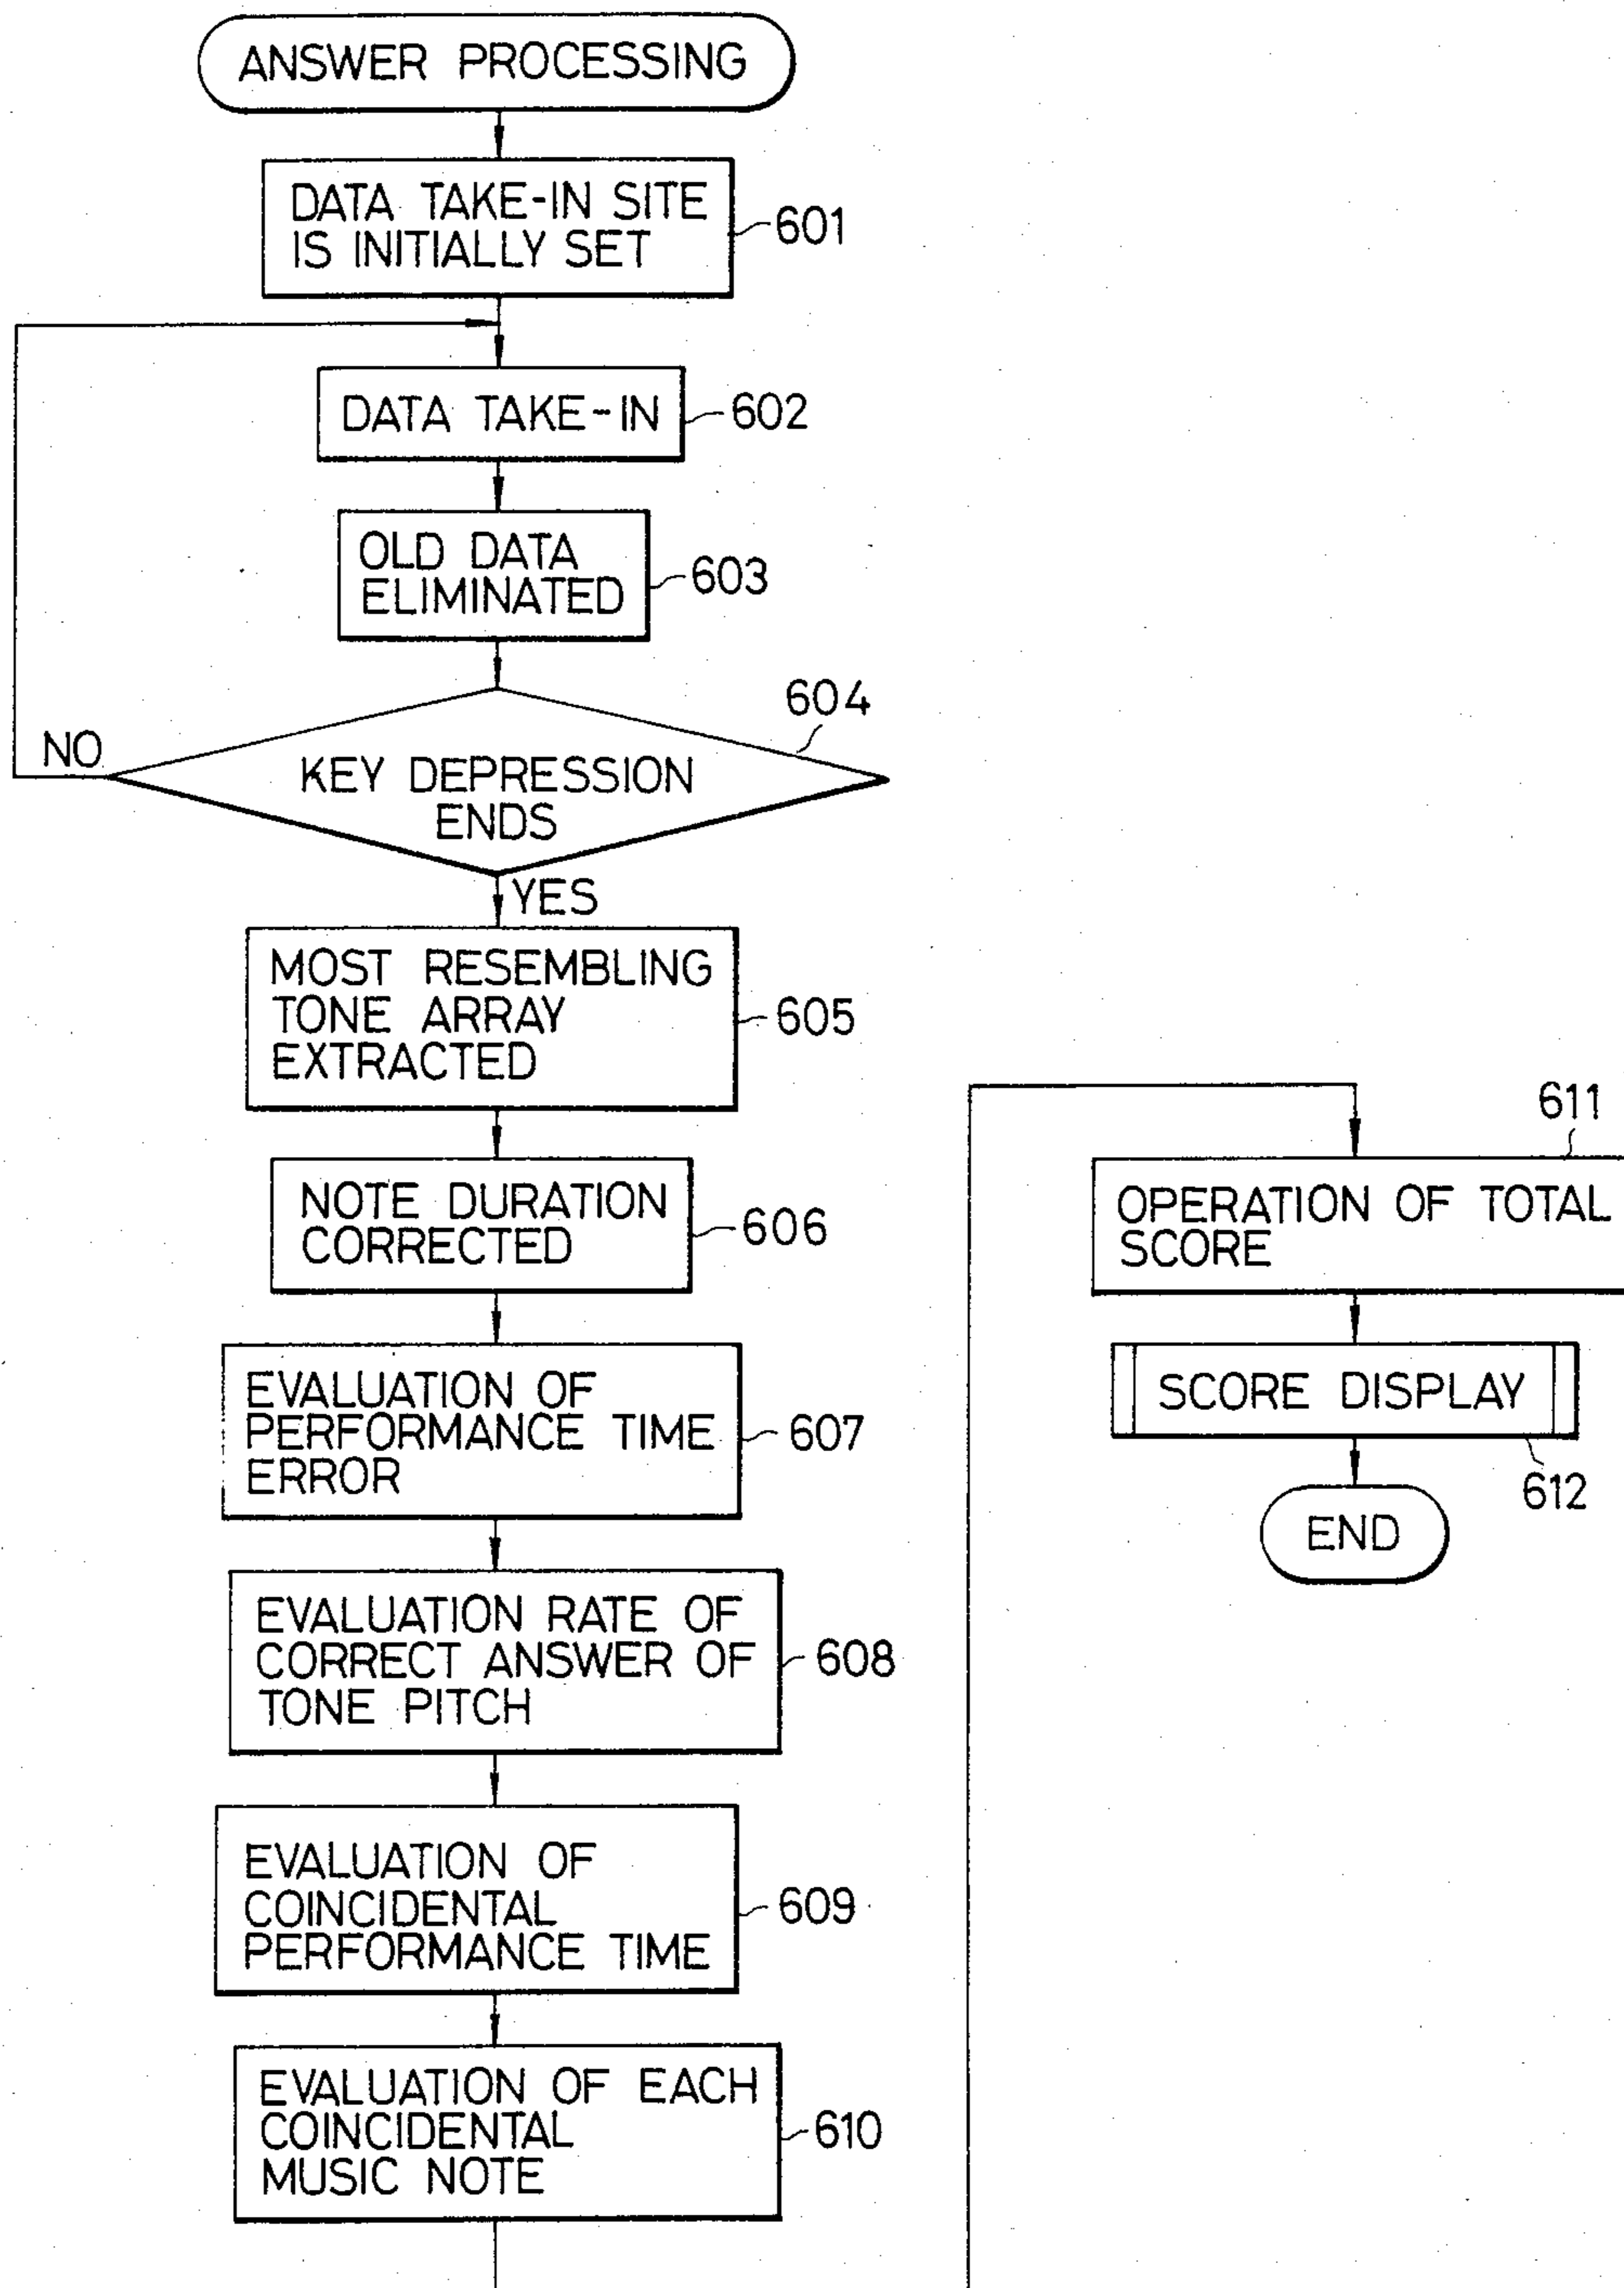 ANSWER PROCESSING
DATA TAKE-IN SITE
IS INITIALLY SET
601
DATA TAKE-IN
602
OLD DATA
ELIMINATED
603
604
NO
KEY DEPRESSION
ENDS
YES
MOST RESEMBLING
TONE ARRAY
EXTRACTED
605
NOTE DURATION
CORRECTED
606
EVALUATION OF
PERFORMANCE TIME
ERROR
607
EVALUATION RATE OF
CORRECT ANSWER OF
TONE PITCH
608
EVALUATION OF
COINCIDENTAL
PERFORMANCE TIME
609
EVALUATION OF EACH
COINCIDENTAL
MUSIC NOTE
610
611
OPERATION OF TOTAL
SCORE
SCORE DISPLAY
612
END